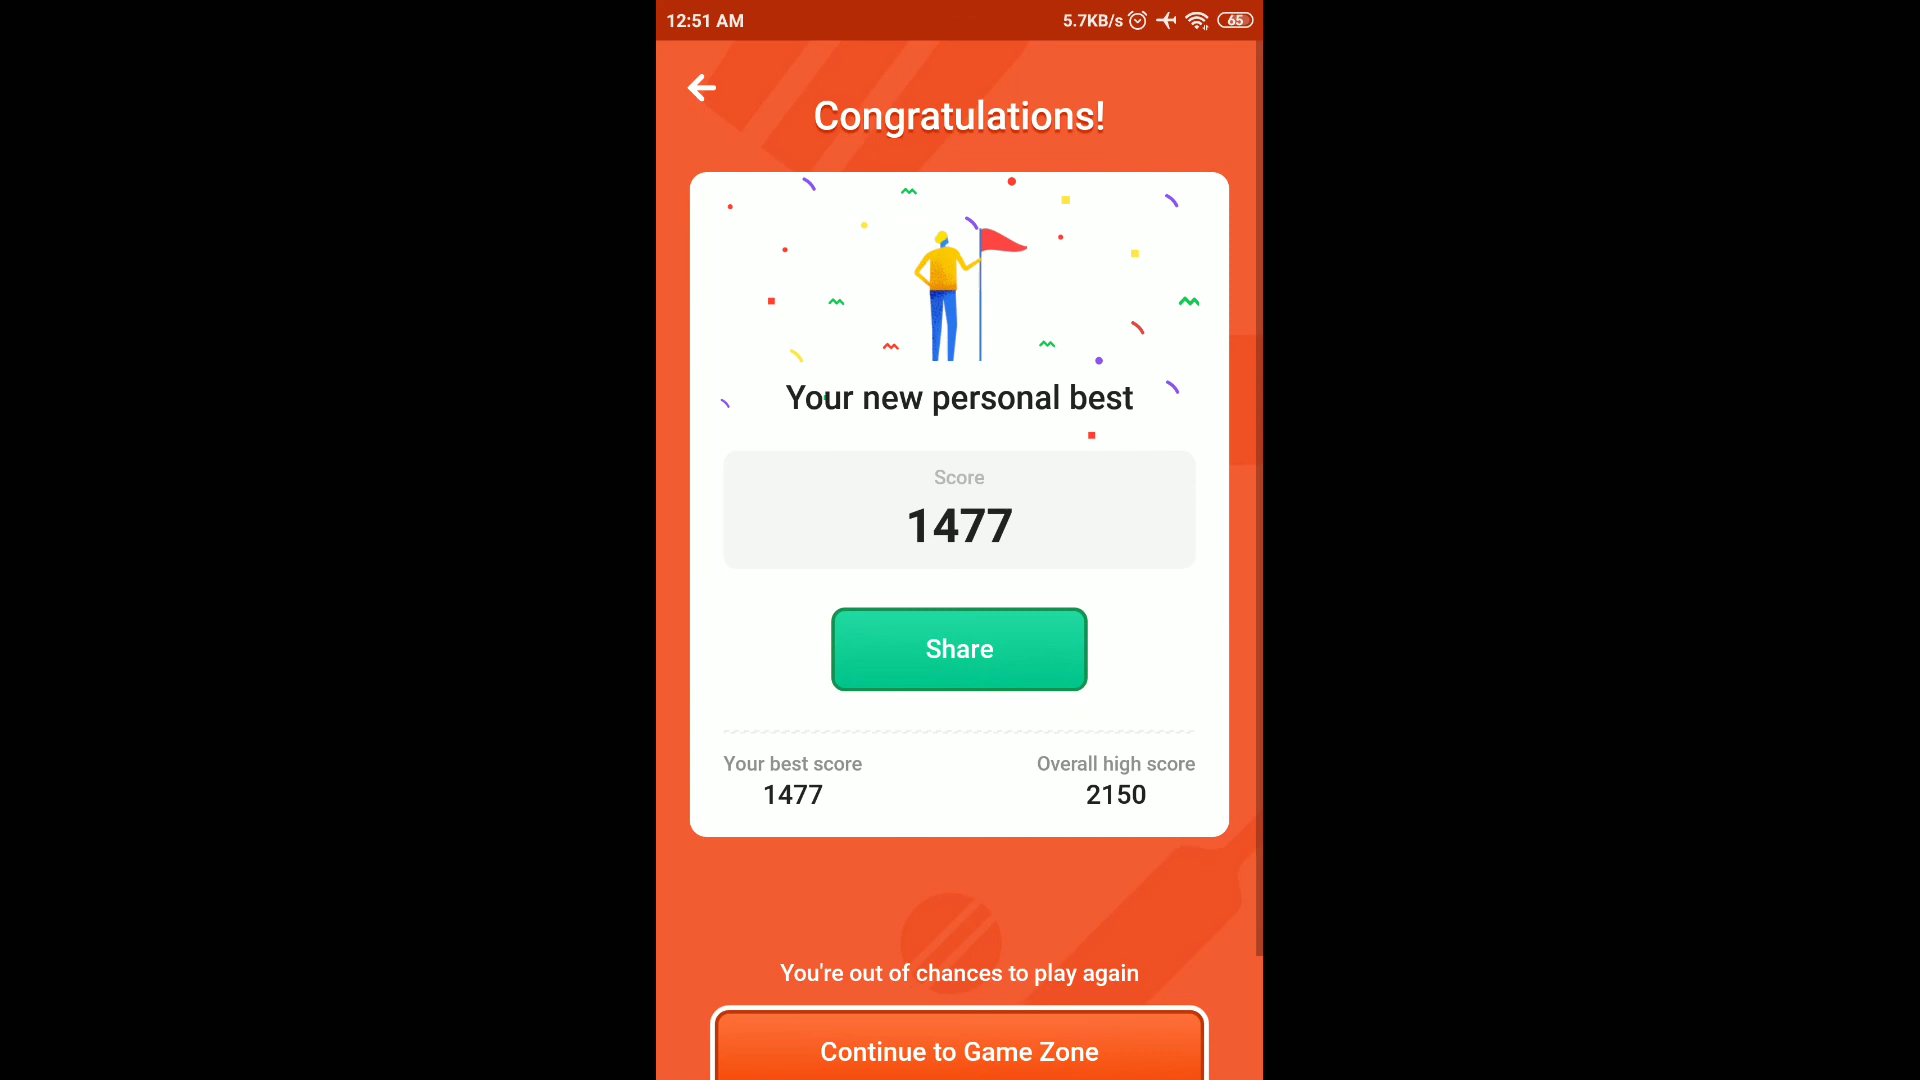 12:51 AM 5.7KB/s 65
Congratulations!
Your new personal best
Score
1477
Share
Your best score Overall high score
1477 2150
You're out of chances to play again
Continue to Game Zone